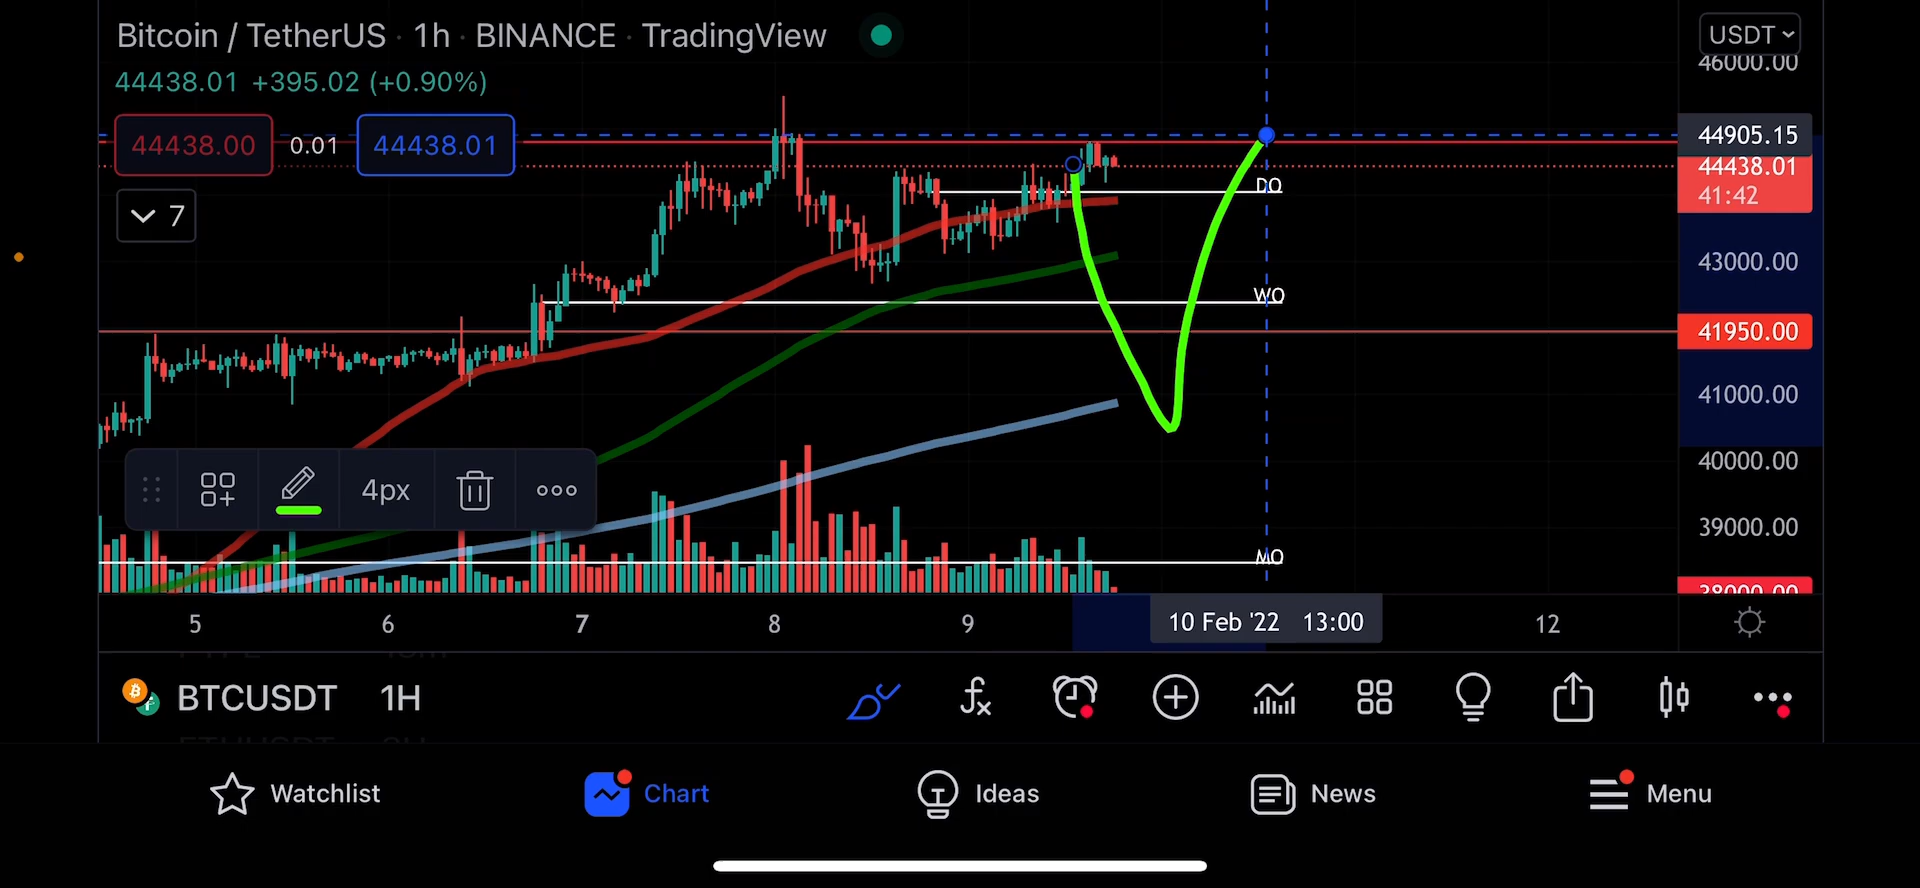 Bitcoin / TetherUS · 1h · BINANCE · TradingView
USDT
46000.00
44438.01 +395.02 (+0.90%)
44438.00 0.01 44438.01
44905.15
44438.01
41:42
DO
7
43000.00
WO
41950.00
41000.00
40000.00
4px
39000.00
MO
38000.00
5 6 7 8 9 10 Feb '22 13:00 12
BTCUSDT 1H
Watchlist Chart Ideas News Menu